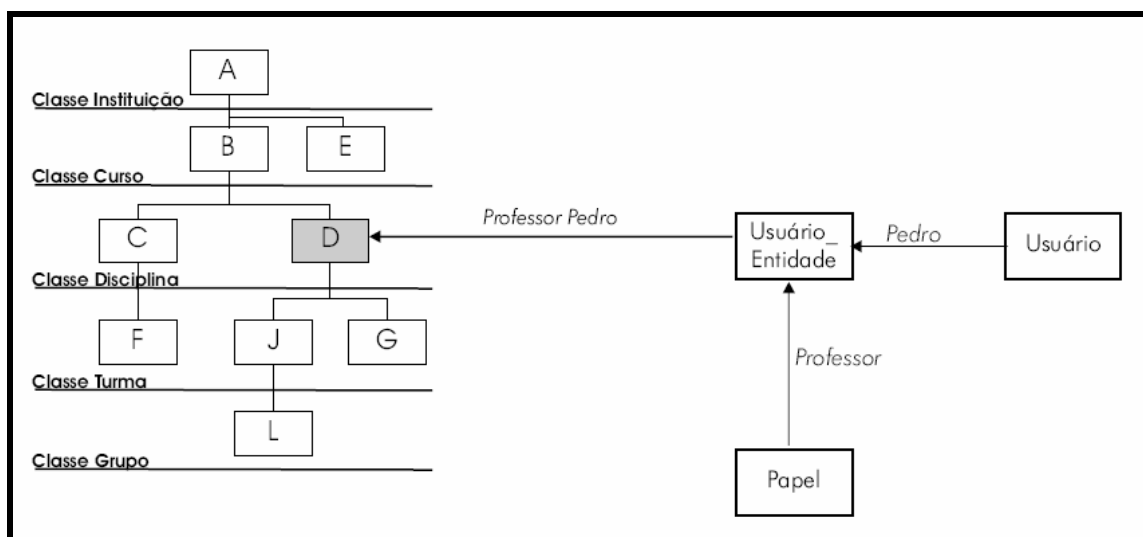 A
Classe Instituição
B
E
Classe Curso
C
D
Professor Pedro
Usuário_
Entidade
Pedro
Usuário
Classe Disciplina
F
J
G
Professor
Classe Turma
L
Classe Grupo
Papel